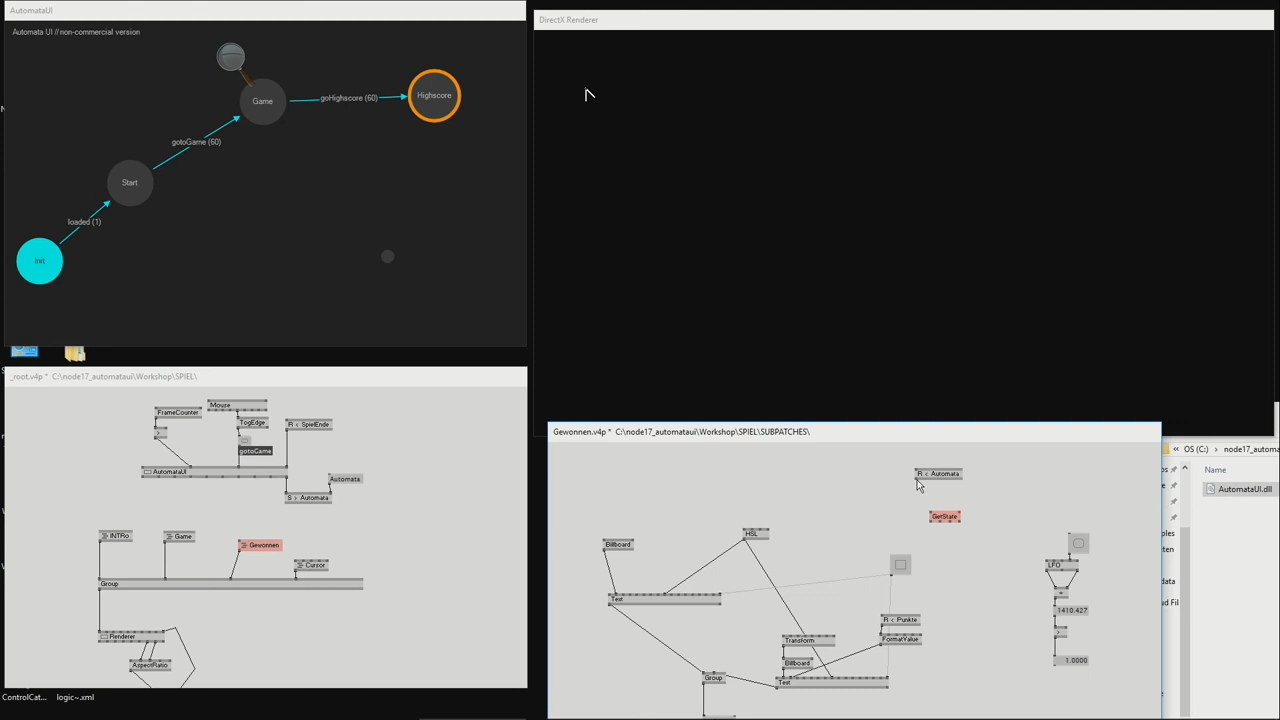 AutomataUI
Automata UI // non-commercial version
Game
goHighscore (60)
Highscore
gotoGame (60)
Start
loaded (1)
Init
DirectX Renderer
_root.v4p * C:\node17_automataui\Workshop\SPIEL\
FrameCounter
Mouse
TogEdge
R < SpielEnde
>
gotoGame
AutomataUI
Automata
S > Automata
INTRo
Game
Gewonnen
Cursor
Group
Renderer
AspectRatio
ControlCat...
logic~.xml
Gewonnen.v4p * C:\node17_automataui\Workshop\SPIEL\SUBPATCHES\
R < Automata
GetState
HSL
Billboard
Text
LFO
+
1410.427
>
1.0000
R < Punkte
FormatValue
Transform
Billboard
Text
Group
« OS (C:) › node17_automa
Name
AutomataUI.dll